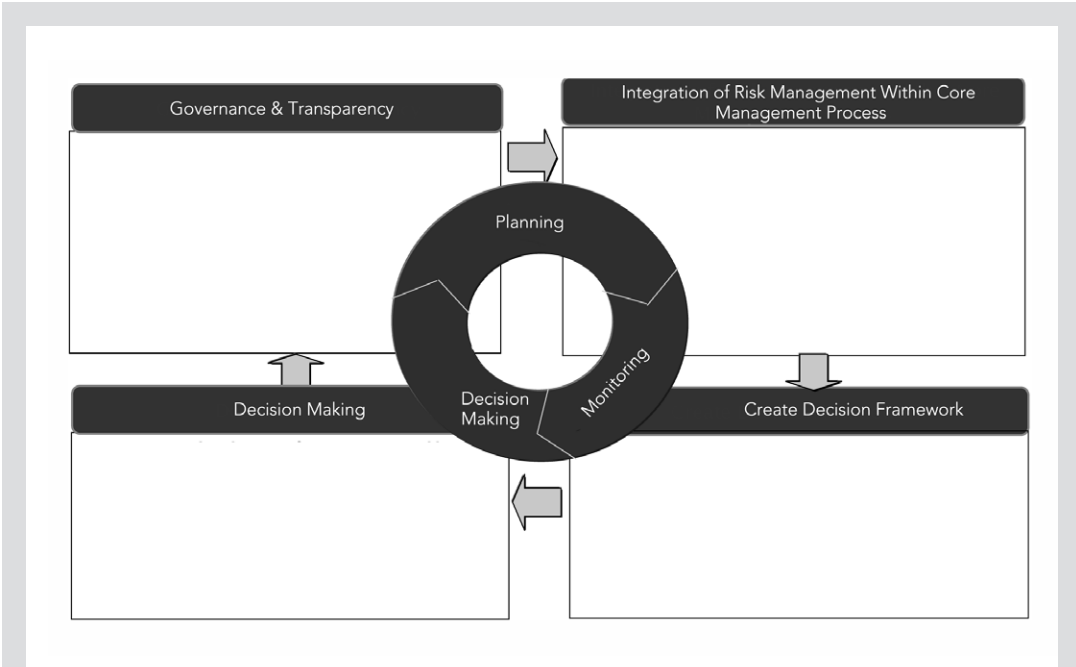 Governance & Transparency
Integration of Risk Management Within Core
Management Process
Planning
Monitoring
Decision
Making
Decision Making
Create Decision Framework